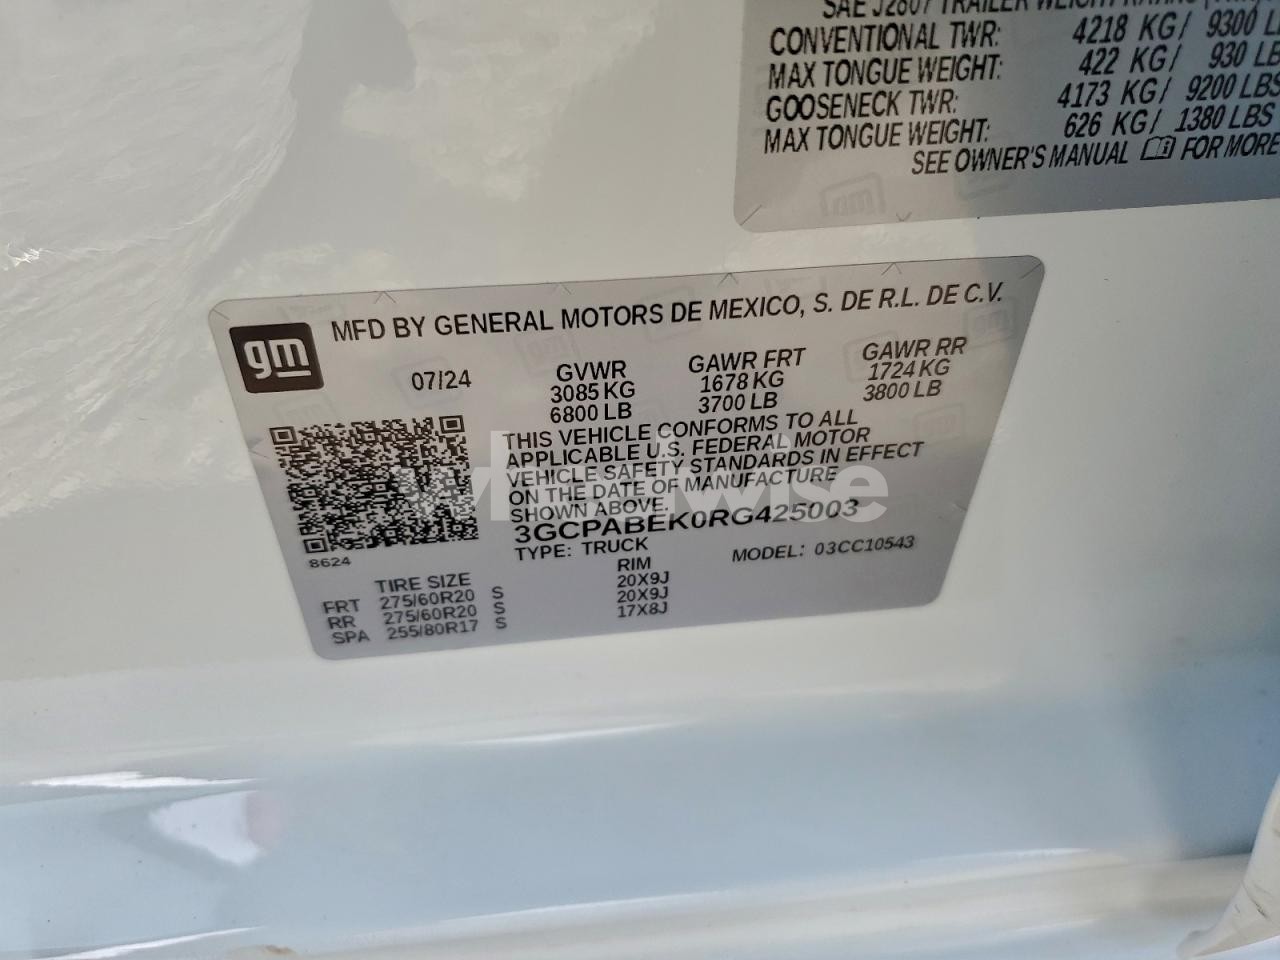 SAE J2807 TRAILER WEIGHT
CONVENTIONAL TWR: 4218 KG/ 9300
MAX TONGUE WEIGHT: 422 KG/ 930 LB
GOOSENECK TWR: 4173 KG/ 9200 LBS
MAX TONGUE WEIGHT: 626 KG/ 1380 LBS
SEE OWNER'S MANUAL FOR MORE
gm
MFD BY GENERAL MOTORS DE MEXICO, S. DE R.L. DE C.V.
07/24
GVWR
3085 KG
6800 LB
GAWR FRT
1678 KG
3700 LB
GAWR RR
1724 KG
3800 LB
THIS VEHICLE CONFORMS TO ALL
APPLICABLE U.S. FEDERAL MOTOR
VEHICLE SAFETY STANDARDS IN EFFECT
ON THE DATE OF MANUFACTURE
SHOWN ABOVE.
3GCPABEK0RG425003
TYPE: TRUCK MODEL: 03CC10543
8624
TIRE SIZE RIM
FRT 275/60R20 S 20X9J
RR 275/60R20 S 20X9J
SPA 255/80R17 S 17X8J